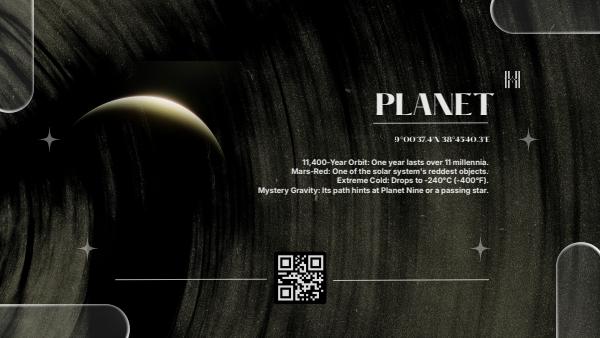 PLANET
9°00'37.4"N 38°45'40.3"E
11,400-Year Orbit: One year lasts over 11 millennia.
Mars-Red: One of the solar system's reddest objects.
Extreme Cold: Drops to -240°C (-400°F).
Mystery Gravity: Its path hints at Planet Nine or a passing star.